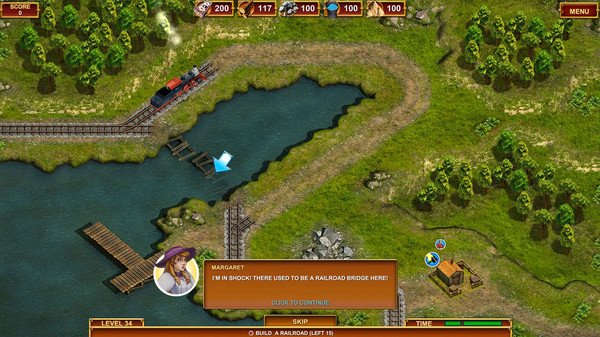 SCORE
0
200
117
100
100
100
MENU
MARGARET
I'M IN SHOCK! THERE USED TO BE A RAILROAD BRIDGE HERE!
CLICK TO CONTINUE
SKIP
LEVEL 34
TIME
BUILD A RAILROAD (LEFT 15)